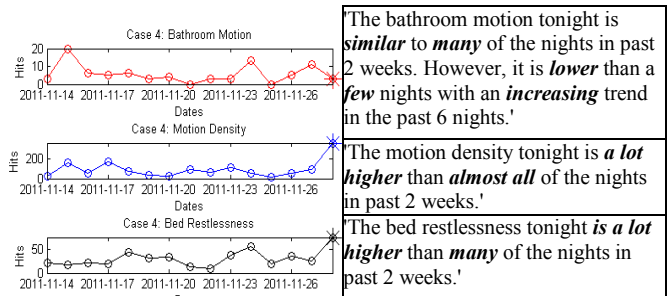 Case 4: Bathroom Motion
20
10
0
Hits
2011-11-14 2011-11-17 2011-11-20 2011-11-23 2011-11-26
Dates
'The bathroom motion tonight is
similar to many of the nights in past
2 weeks. However, it is lower than a
few nights with an increasing trend
in the past 6 nights.'
Case 4: Motion Density
200
0
Hits
2011-11-14 2011-11-17 2011-11-20 2011-11-23 2011-11-26
Dates
'The motion density tonight is a lot
higher than almost all of the nights
in past 2 weeks.'
Case 4: Bed Restlessness
50
0
Hits
2011-11-14 2011-11-17 2011-11-20 2011-11-23 2011-11-26
'The bed restlessness tonight is a lot
higher than many of the nights in
past 2 weeks.'